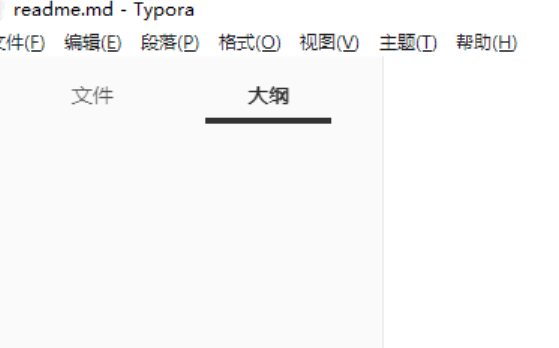 readme.md - Typora
文件(F) 编辑(E) 段落(P) 格式(O) 视图(V) 主题(T) 帮助(H)
文件 大纲